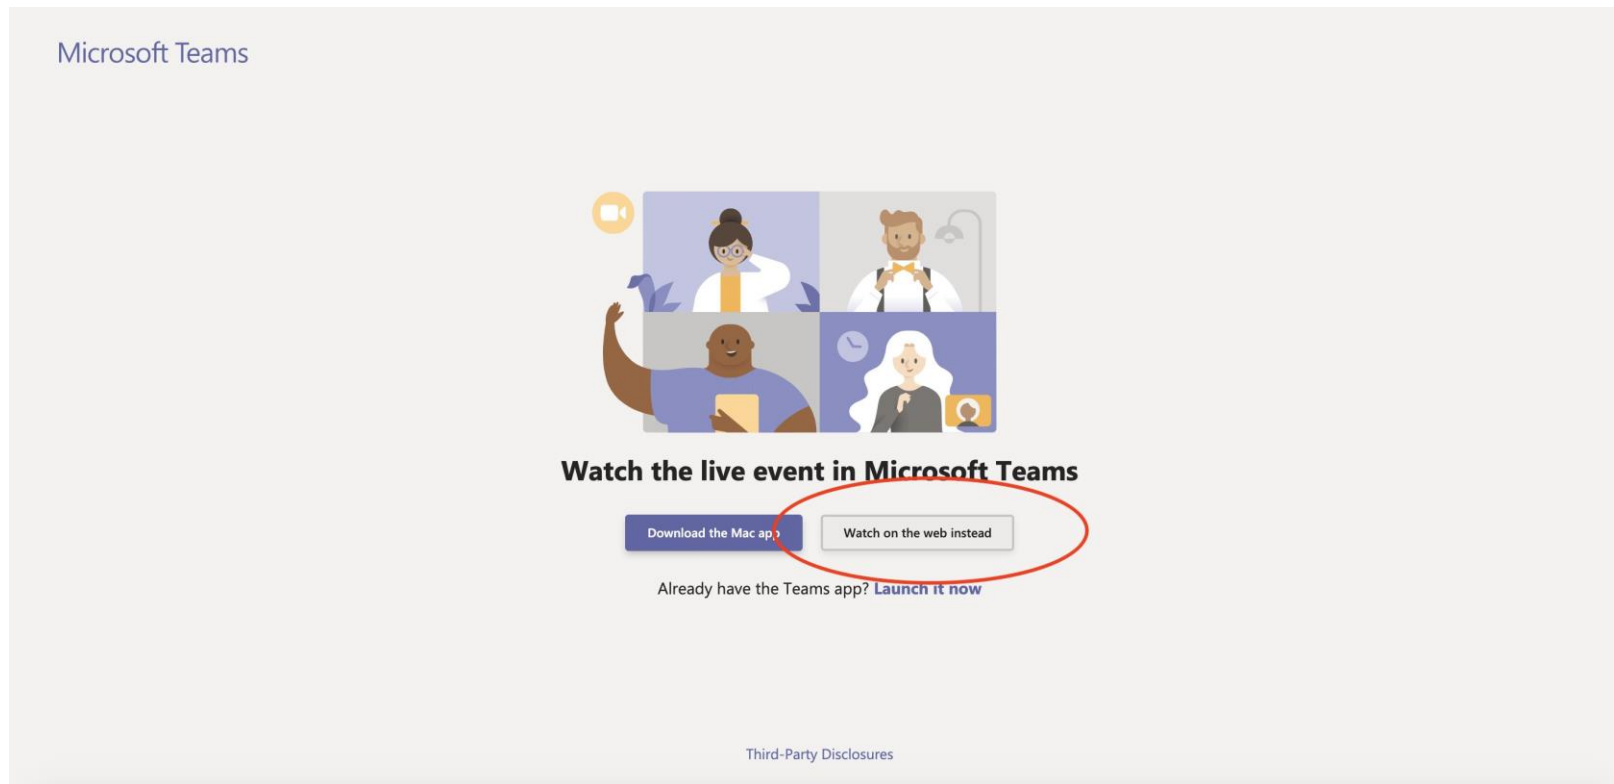 Microsoft Teams
Watch the live event in Microsoft Teams
Download the Mac app
Watch on the web instead
Already have the Teams app? Launch it now
Third-Party Disclosures